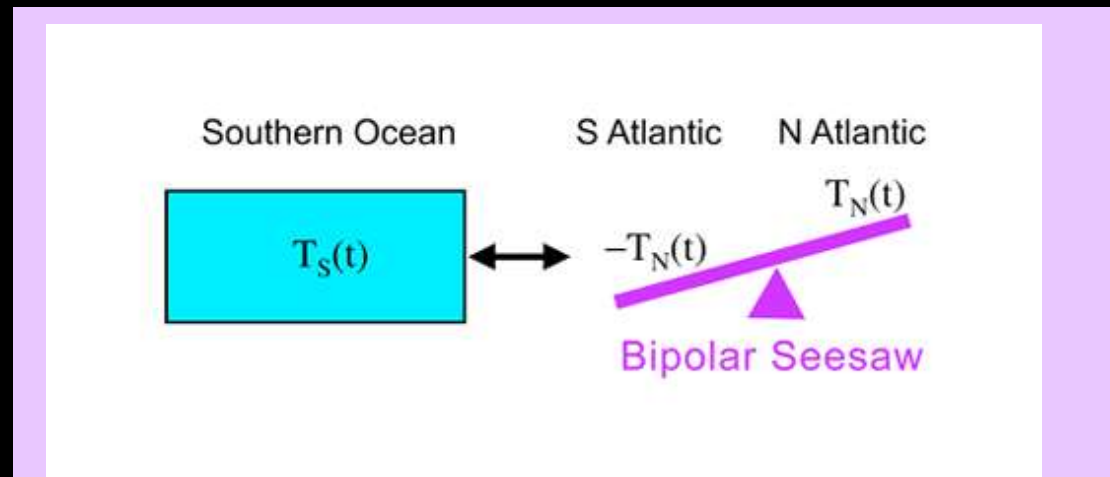 Southern Ocean
S Atlantic
N Atlantic
T_S(t)
−T_N(t)
T_N(t)
Bipolar Seesaw